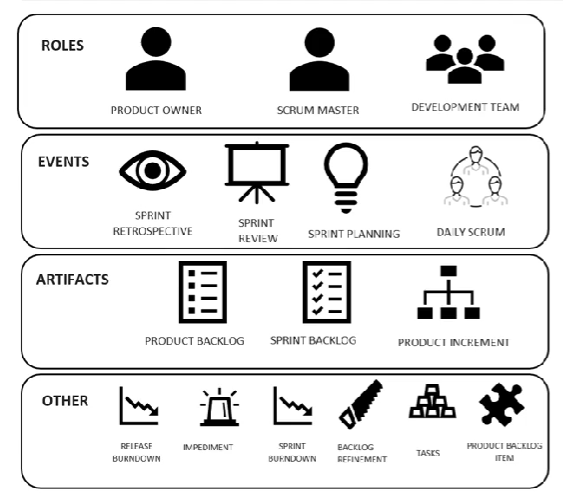 ROLES
PRODUCT OWNER
SCRUM MASTER
DEVELOPMENT TEAM
EVENTS
SPRINT
RETROSPECTIVE
SPRINT
REVIEW
SPRINT PLANNING
DAILY SCRUM
ARTIFACTS
PRODUCT BACKLOG
SPRINT BACKLOG
PRODUCT INCREMENT
OTHER
RELEASE
BURNDOWN
IMPEDIMENT
SPRINT
BURNDOWN
BACKLOG
REFINEMENT
TASKS
PRODUCT BACKLOG
ITEM